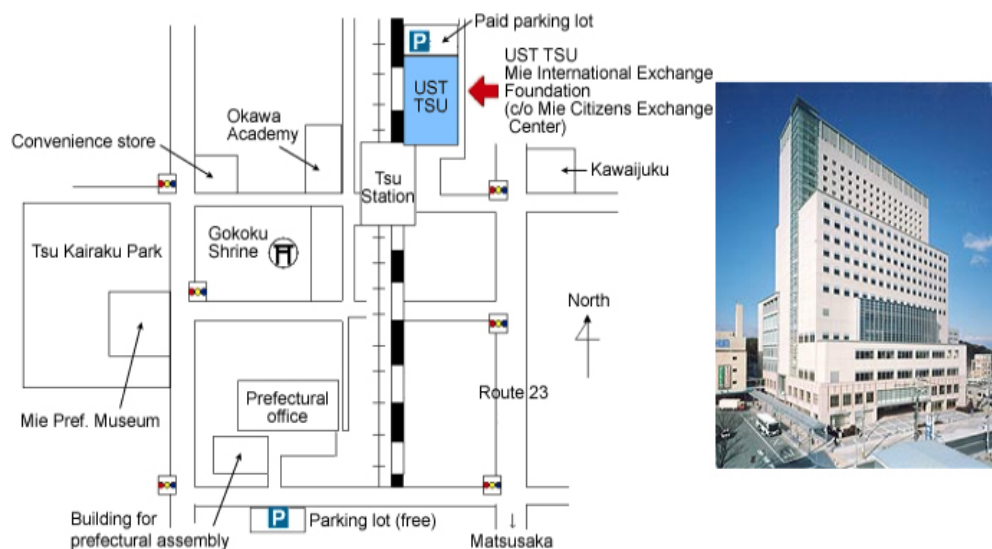 Paid parking lot
P
UST TSU
Mie International Exchange
Foundation
(c/o Mie Citizens Exchange
Center)
UST
TSU
Okawa
Academy
Convenience store
Tsu
Station
Kawaijuku
Tsu Kairaku Park
Gokoku
Shrine
North
Mie Pref. Museum
Prefectural
office
Route 23
Building for
prefectural assembly
P
Parking lot (free)
↓
Matsusaka